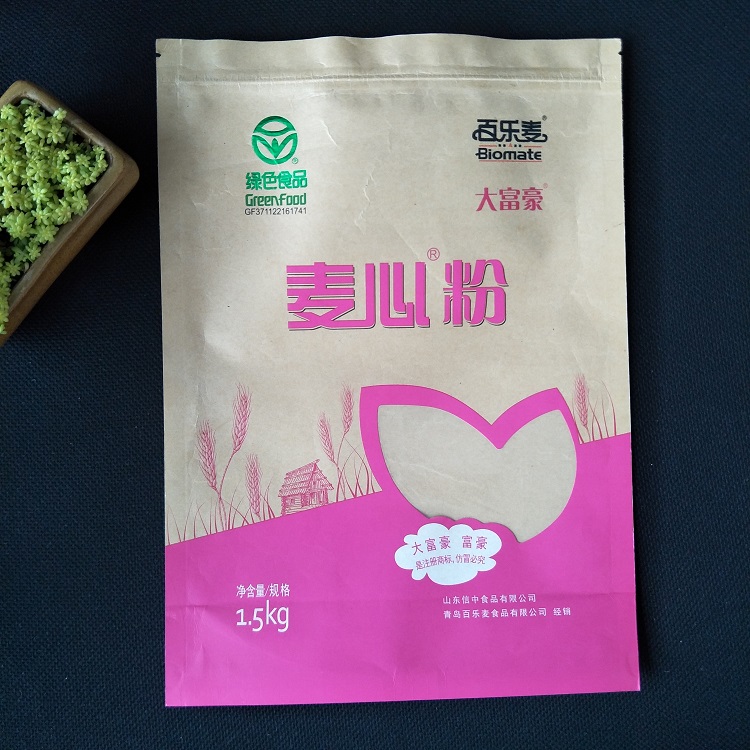 绿色食品®
GreenFood
GF371122161741
百乐麦®
Biomate
大富豪®
麦心®粉
大富豪 富豪
是注册商标,仿冒必究
净含量/规格
1.5kg
山东信中食品有限公司
青岛百乐麦食品有限公司 经销